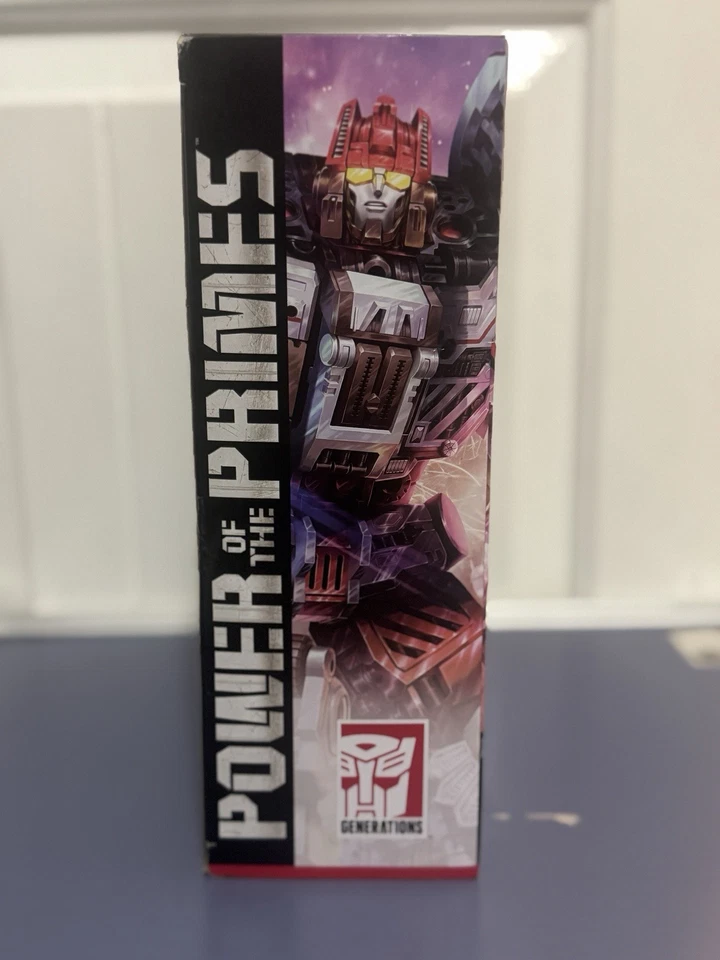 POWER OF THE PRIMES
GENERATIONS